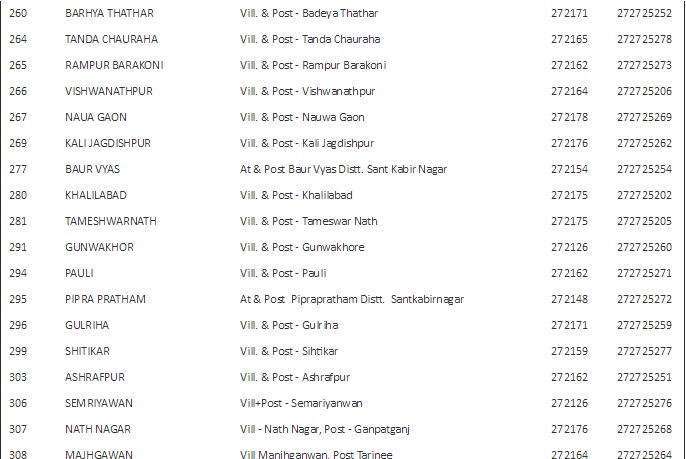 260 BARHYA THATHAR Vill. & Post - Badeya Thathar 272171 272725252
264 TANDA CHAURAHA Vill. & Post - Tanda Chauraha 272165 272725278
265 RAMPUR BARAKONI Vill. & Post - Rampur Barakoni 272162 272725273
266 VISHWANATHPUR Vill. & Post - Vishwanathpur 272164 272725206
267 NAUA GAON Vill. & Post - Nauwa Gaon 272178 272725269
269 KALI JAGDISHPUR Vill. & Post - Kali Jagdishpur 272176 272725262
277 BAUR VYAS At & Post Baur Vyas Distt. Sant Kabir Nagar 272154 272725254
280 KHALILABAD Vill. & Post - Khalilabad 272175 272725202
281 TAMESHWARNATH Vill. & Post - Tameswar Nath 272175 272725205
291 GUNWAKHOR Vill. & Post - Gunwakhore 272126 272725260
294 PAULI Vill. & Post - Pauli 272162 272725271
295 PIPRA PRATHAM At & Post Piprapratham Distt. Santkabirnagar 272148 272725272
296 GULRIHA Vill. & Post - Gulriha 272171 272725259
299 SHITIKAR Vill. & Post - Sihtikar 272159 272725277
303 ASHRAFPUR Vill. & Post - Ashrafpur 272162 272725251
306 SEMRIYAWAN Vill+Post - Semariyanwan 272126 272725276
307 NATH NAGAR Vill - Nath Nagar, Post - Ganpatganj 272176 272725268
308 MAJHGAWAN Vill Manjhganwan, Post Tarinee 272164 272725264